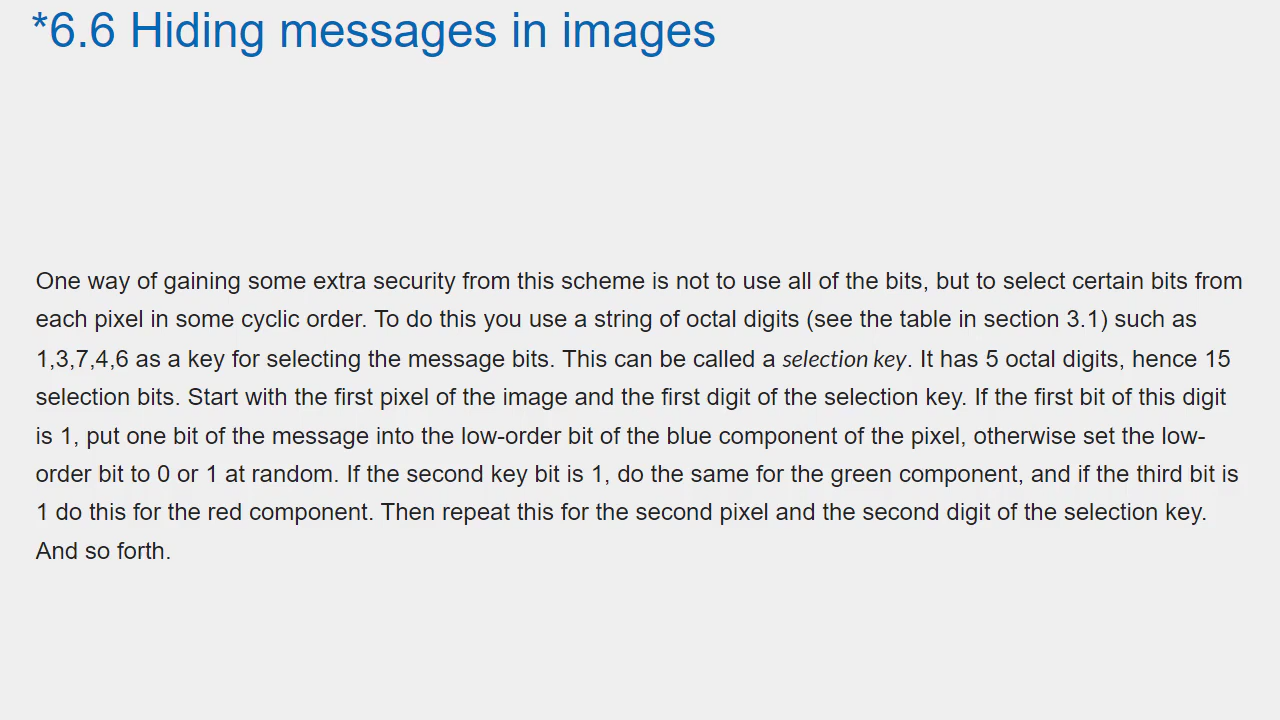 *6.6 Hiding messages in images
One way of gaining some extra security from this scheme is not to use all of the bits, but to select certain bits from
each pixel in some cyclic order. To do this you use a string of octal digits (see the table in section 3.1) such as
1,3,7,4,6 as a key for selecting the message bits. This can be called a selection key. It has 5 octal digits, hence 15
selection bits. Start with the first pixel of the image and the first digit of the selection key. If the first bit of this digit
is 1, put one bit of the message into the low-order bit of the blue component of the pixel, otherwise set the low-
order bit to 0 or 1 at random. If the second key bit is 1, do the same for the green component, and if the third bit is
1 do this for the red component. Then repeat this for the second pixel and the second digit of the selection key.
And so forth.